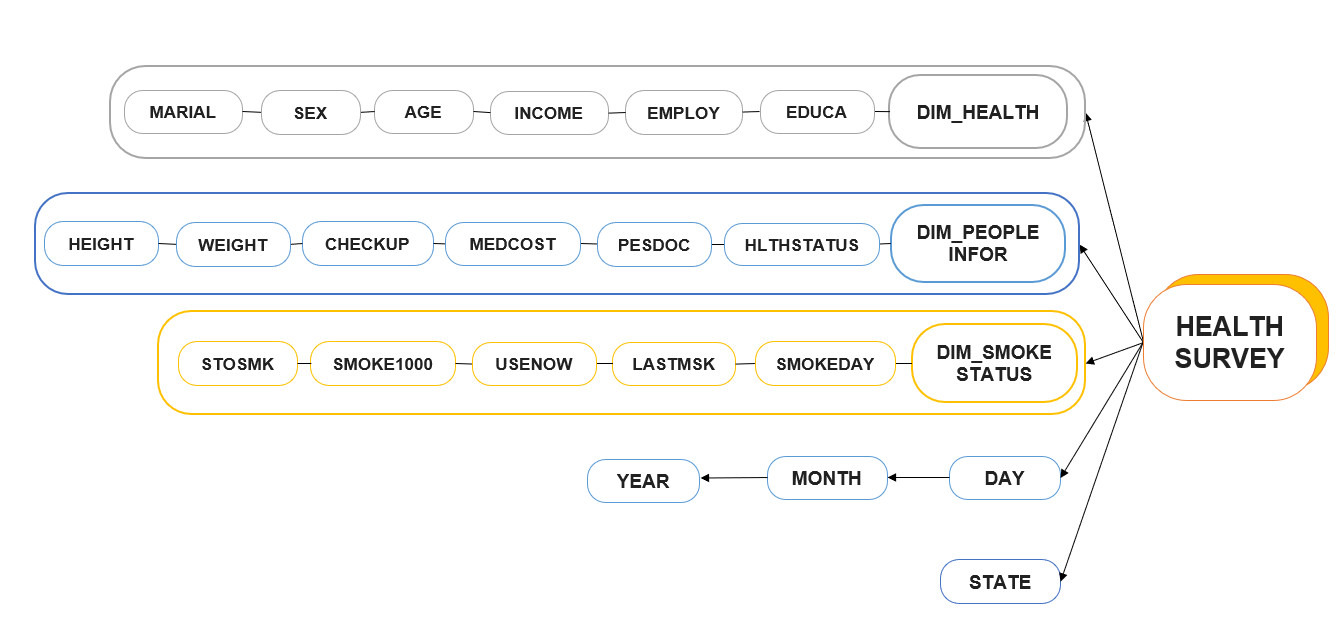 MARIAL
SEX
AGE
INCOME
EMPLOY
EDUCA
DIM_HEALTH
HEIGHT
WEIGHT
CHECKUP
MEDCOST
PESDOC
HLTHSTATUS
DIM_PEOPLE
INFOR
HEALTH
SURVEY
STOSMK
SMOKE1000
USENOW
LASTMSK
SMOKEDAY
DIM_SMOKE
STATUS
YEAR
MONTH
DAY
STATE